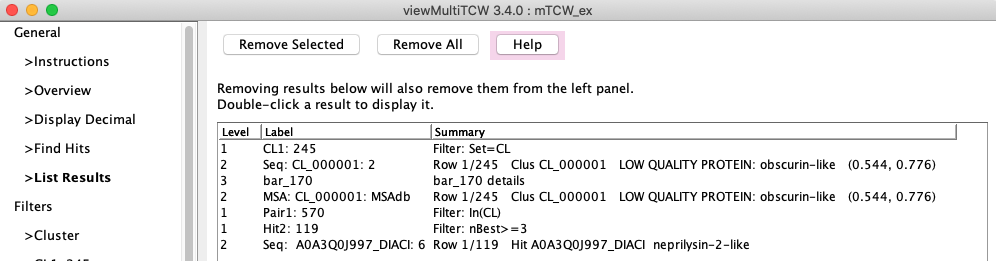 viewMultiTCW 3.4.0 : mTCW_ex
General
>Instructions
>Overview
>Display Decimal
>Find Hits
>List Results
Filters
>Cluster
Remove Selected Remove All Help
Removing results below will also remove them from the left panel.
Double-click a result to display it.
Level Label Summary
1 CL1: 245 Filter: Set=CL
2 Seq: CL_000001: 2 Row 1/245 Clus CL_000001 LOW QUALITY PROTEIN: obscurin-like (0.544, 0.776)
3 bar_170 bar_170 details
2 MSA: CL_000001: MSAdb Row 1/245 Clus CL_000001 LOW QUALITY PROTEIN: obscurin-like (0.544, 0.776)
1 Pair1: 570 Filter: In(CL)
1 Hit2: 119 Filter: nBest>=3
2 Seq: A0A3Q0J997_DIACI: 6 Row 1/119 Hit A0A3Q0J997_DIACI neprilysin-2-like